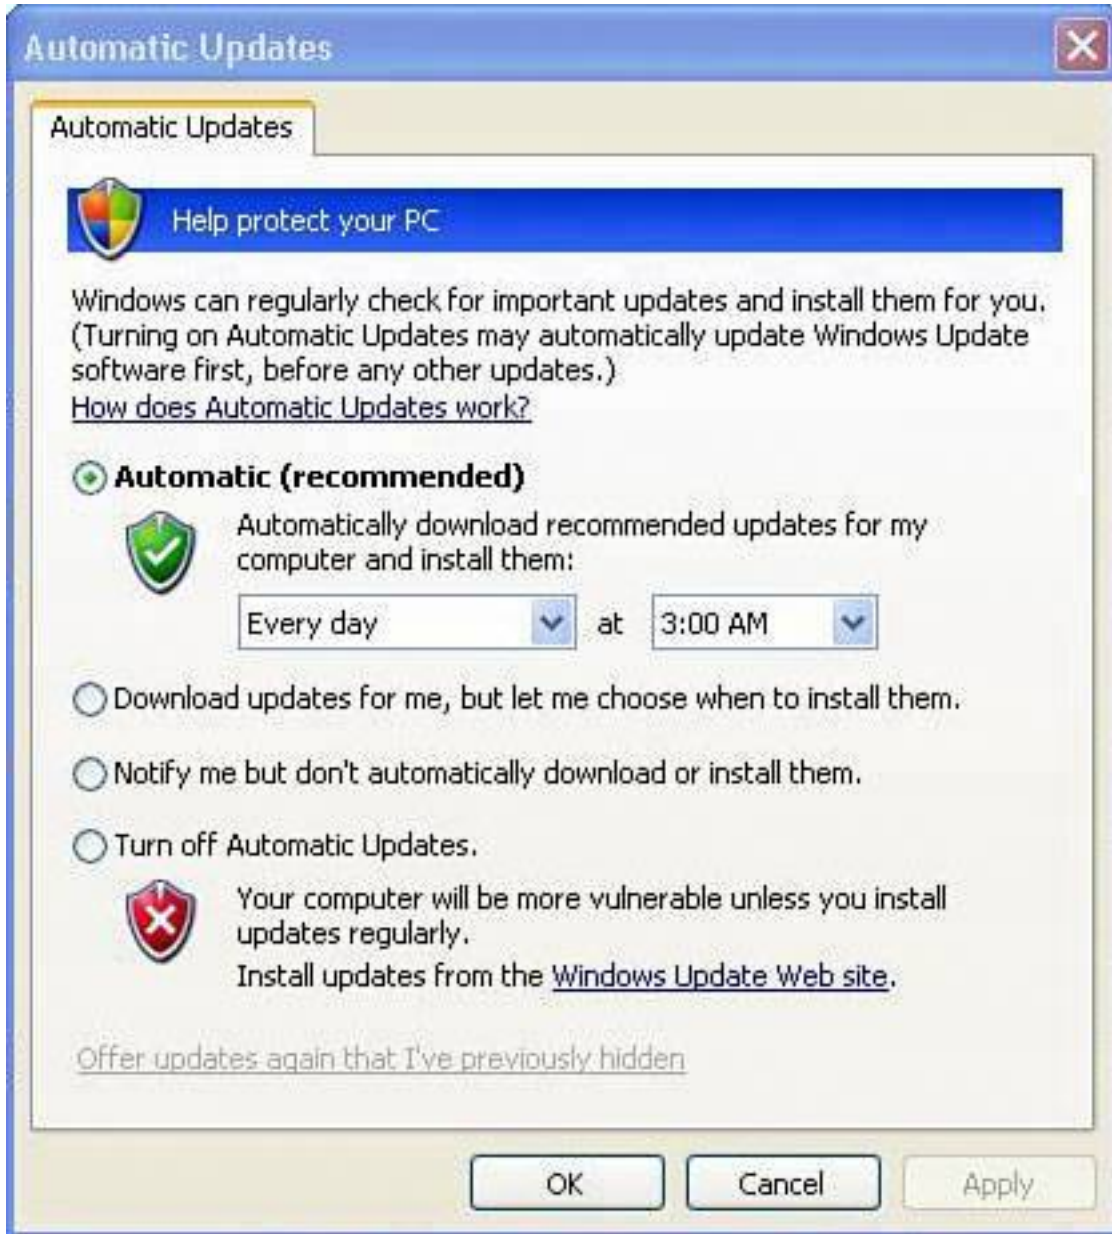 Automatic Updates
Automatic Updates
Help protect your PC
Windows can regularly check for important updates and install them for you.
(Turning on Automatic Updates may automatically update Windows Update
software first, before any other updates.)
How does Automatic Updates work?
Automatic (recommended)
Automatically download recommended updates for my
computer and install them:
Every day at 3:00 AM
Download updates for me, but let me choose when to install them.
Notify me but don't automatically download or install them.
Turn off Automatic Updates.
Your computer will be more vulnerable unless you install
updates regularly.
Install updates from the Windows Update Web site.
Offer updates again that I've previously hidden
OK Cancel Apply